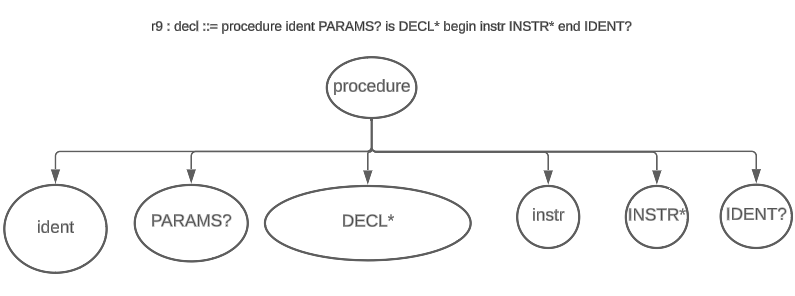 r9 : decl ::= procedure ident PARAMS? is DECL* begin instr INSTR* end IDENT?
procedure
ident
PARAMS?
DECL*
instr
INSTR*
IDENT?